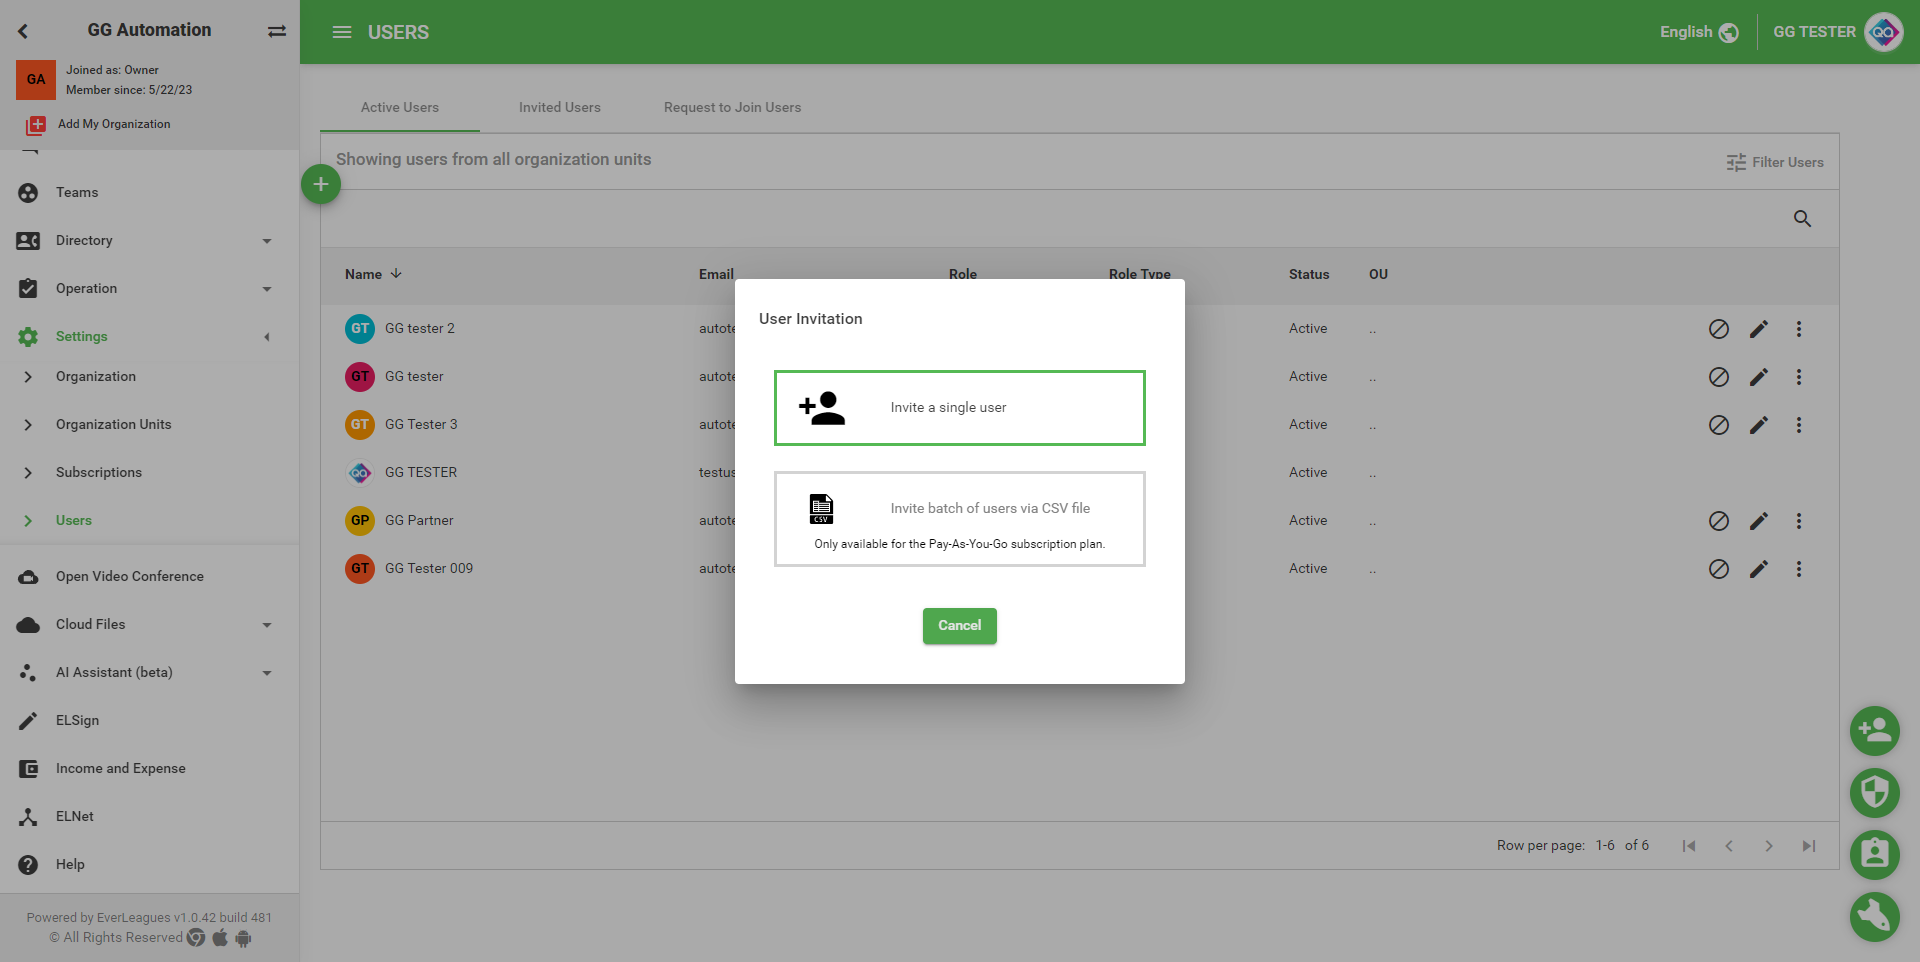 GG Automation
GA
Joined as: Owner
Member since: 5/22/23
Add My Organization
Teams
Directory
Operation
Settings
Organization
Organization Units
Subscriptions
Users
Open Video Conference
Cloud Files
AI Assistant (beta)
ELSign
Income and Expense
ELNet
Help
Powered by EverLeagues v1.0.42 build 481
© All Rights Reserved
USERS
English
GG TESTER
QA
Active Users
Invited Users
Request to Join Users
Showing users from all organization units
Filter Users
Name Email Role Role Type Status OU
GT GG tester 2 autote Active ..
GT GG tester autote Active ..
GT GG Tester 3 autote Active ..
QA GG TESTER testus Active ..
GP GG Partner autote Active ..
GT GG Tester 009 autote Active ..
User Invitation
Invite a single user
CSV
Invite batch of users via CSV file
Only available for the Pay-As-You-Go subscription plan.
Cancel
Row per page: 1-6 of 6